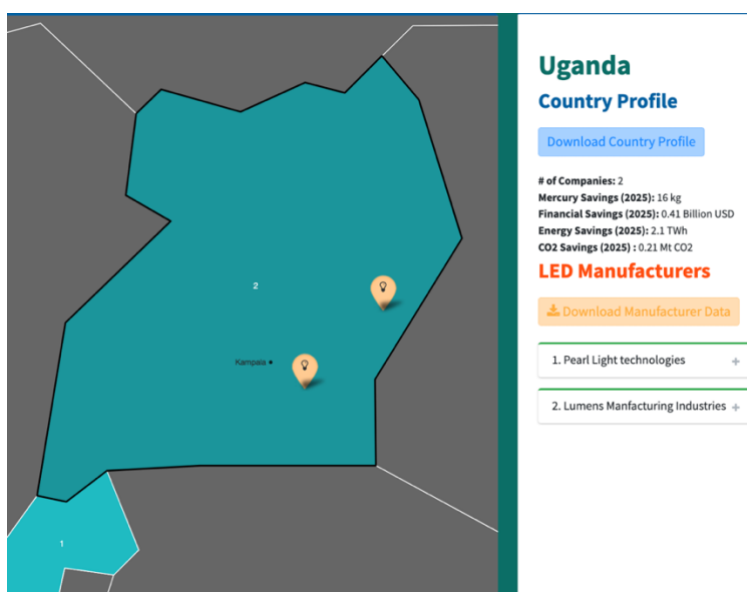 Uganda
Country Profile
Download Country Profile
# of Companies: 2
Mercury Savings (2025): 16 kg
Financial Savings (2025): 0.41 Billion USD
Energy Savings (2025): 2.1 TWh
CO2 Savings (2025) : 0.21 Mt CO2
LED Manufacturers
Download Manufacturer Data
1. Pearl Light technologies +
2. Lumens Manfacturing Industries +
2
Kampala
1